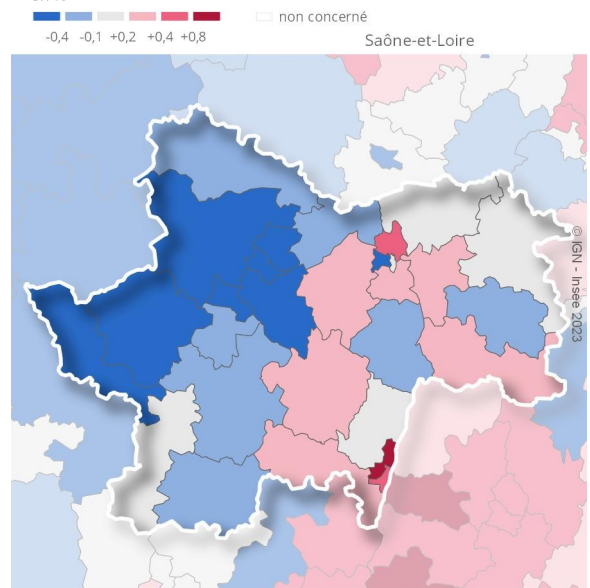 -0,4 -0,1 +0,2 +0,4 +0,8
non concerné
Saône-et-Loire
© IGN - Insee 2023